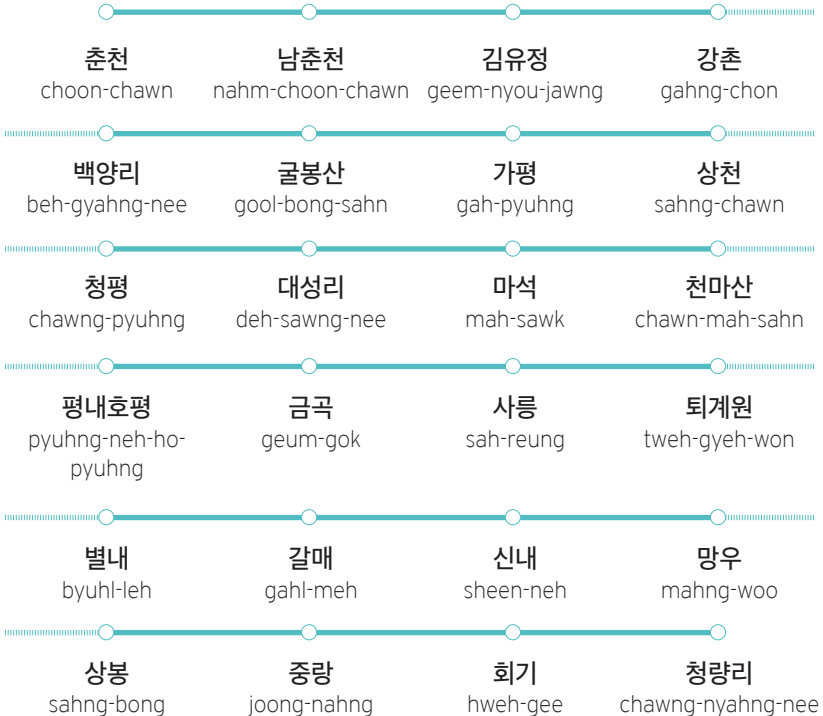 춘천 남춘천 김유정 강촌
choon-chawn nahm-choon-chawn geem-nyou-jawng gahng-chon
백양리 굴봉산 가평 상천
beh-gyahng-nee gool-bong-sahn gah-pyuhng sahng-chawn
청평 대성리 마석 천마산
chawng-pyuhng deh-sawng-nee mah-sawk chawn-mah-sahn
평내호평 금곡 사릉 퇴계원
pyuhng-neh-ho- geum-gok sah-reung tweh-gyeh-won
pyuhng
별내 갈매 신내 망우
byuhl-leh gahl-meh sheen-neh mahng-woo
상봉 중랑 회기 청량리
sahng-bong joong-nahng hweh-gee chawng-nyahng-nee